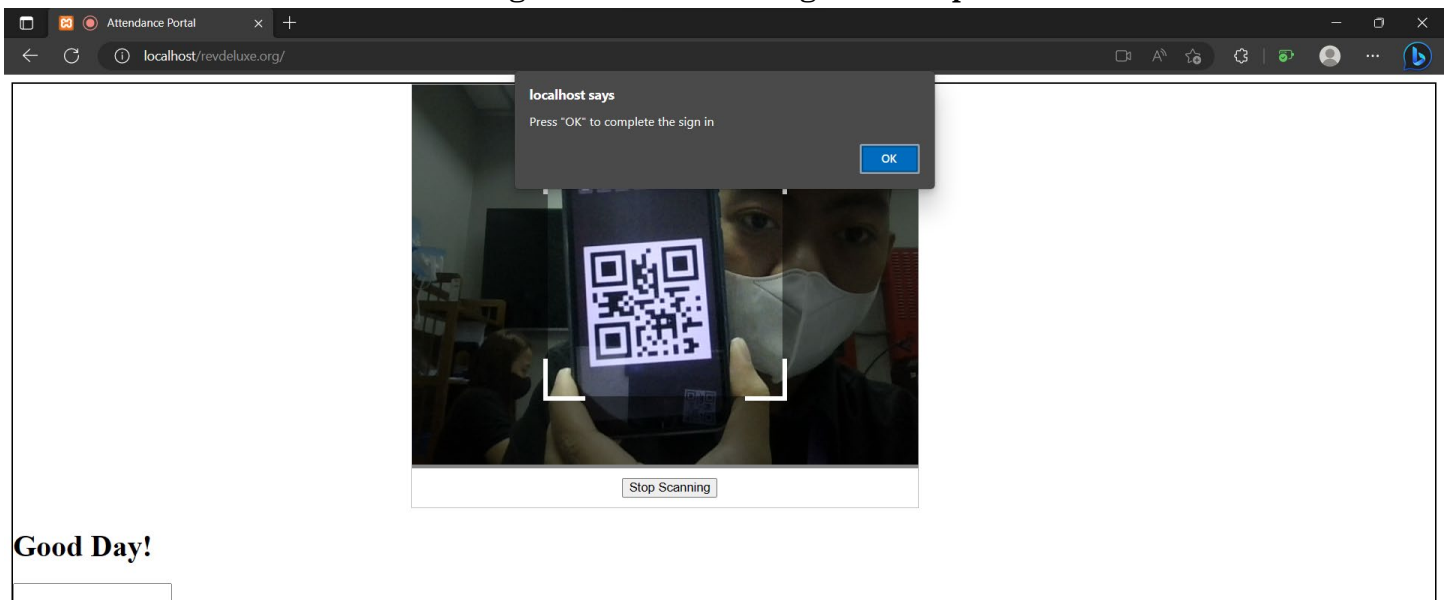 Attendance Portal
localhost/revdeluxe.org/
localhost says
Press "OK" to complete the sign in
OK
Stop Scanning
Good Day!